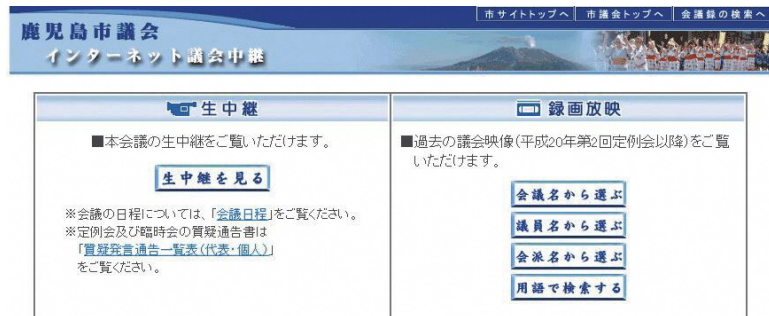 市サイトトップへ 市議会トップへ 会議録の検索へ
鹿児島市議会
インターネット議会中継
生中継
■本会議の生中継をご覧いただけます。
生中継を見る
※会議の日程については、「会議日程」をご覧ください。
※定例会及び臨時会の質疑通告書は
「質疑発言通告一覧表(代表・個人)」
をご覧ください。
録画放映
■過去の議会映像(平成20年第2回定例会以降)をご覧
いただけます。
会議名から選ぶ
議員名から選ぶ
会派名から選ぶ
用語で検索する